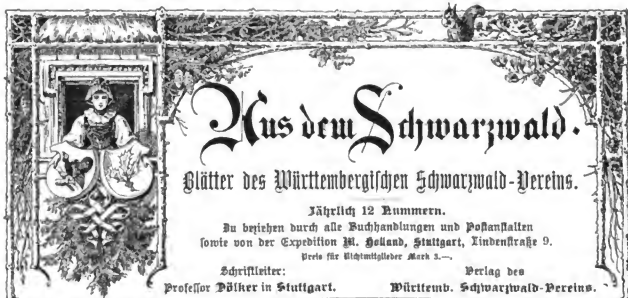 Aus dem Schwarzwald.
Blätter des Württembergischen Schwarzwald-Vereins.
Jährlich 12 Nummern.
Zu beziehen durch alle Buchhandlungen und Postanstalten
sowie von der Expedition W. Holland, Stuttgart, Lindenstraße 9.
Preis für Nichtmitglieder Mark 3.—.
Schriftleiter:
Professor Dölker in Stuttgart.
Verlag des
Württemb. Schwarzwald-Vereins.